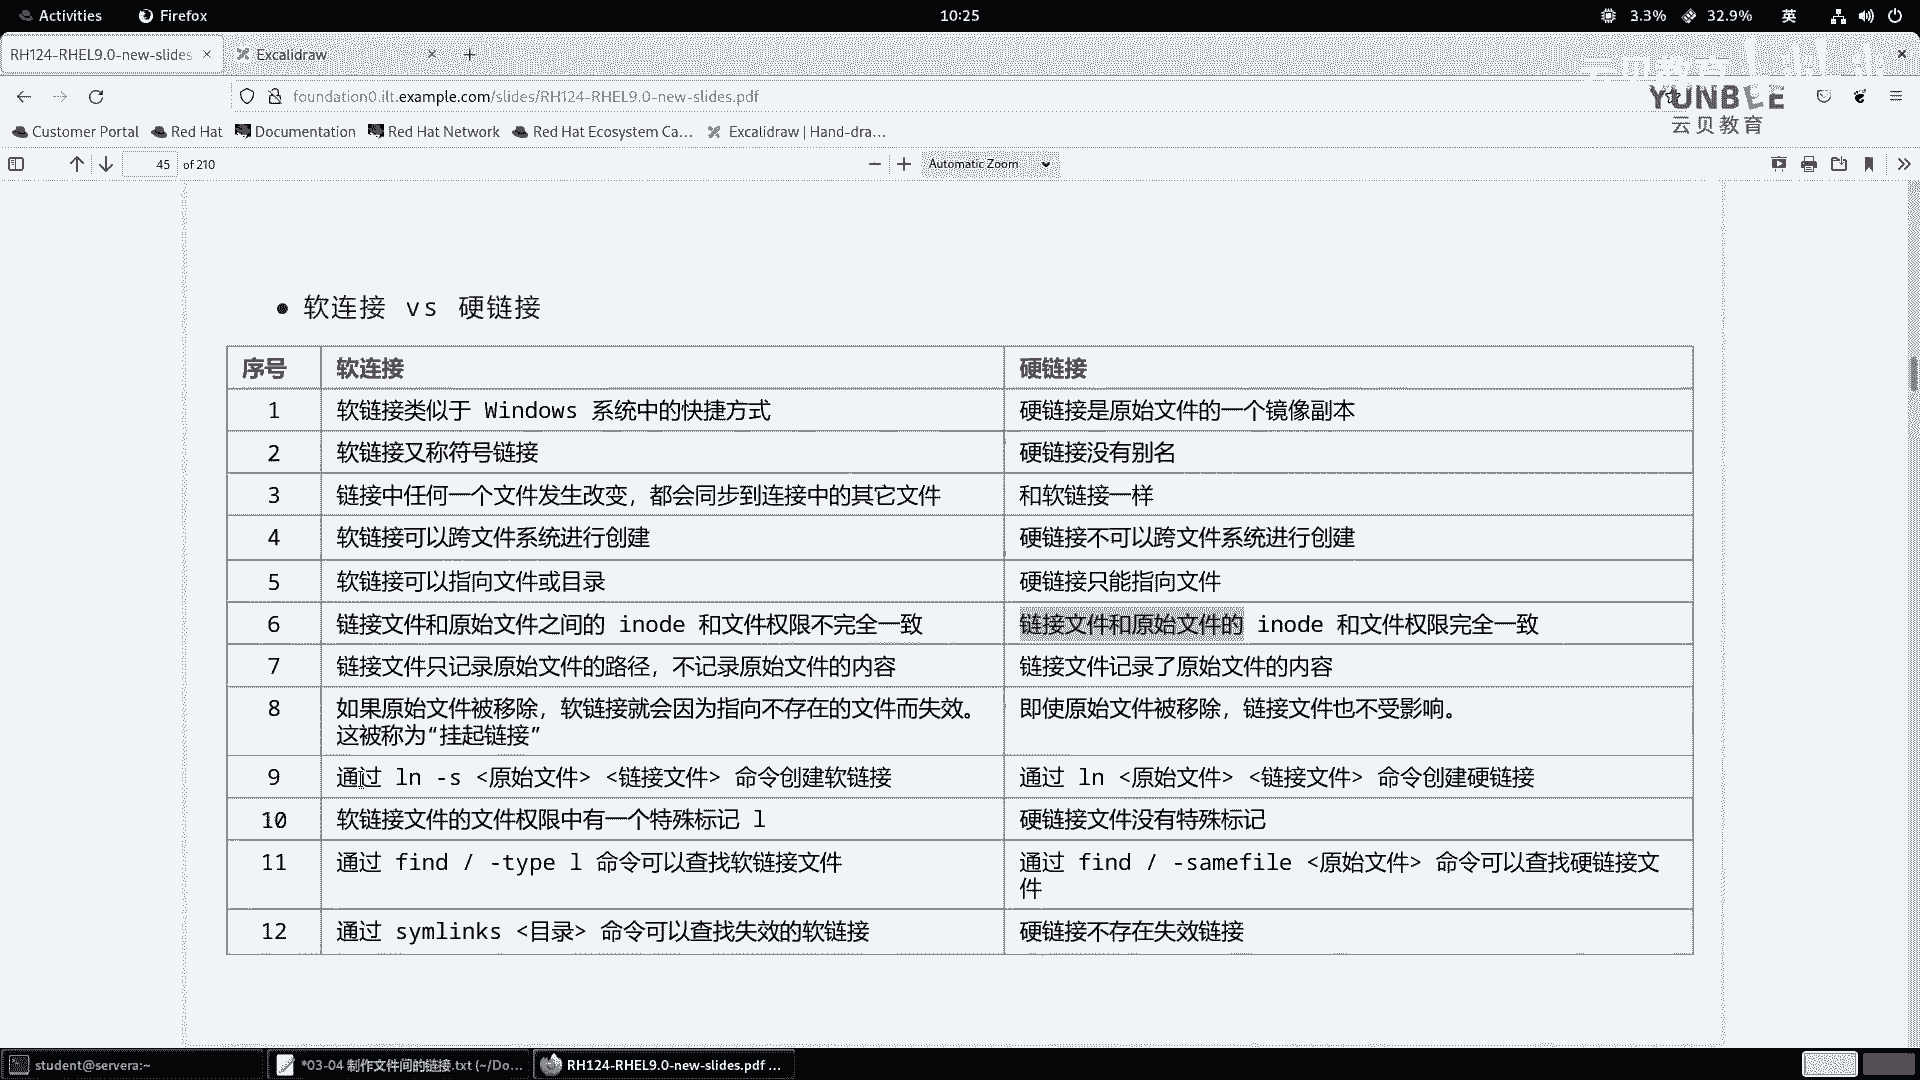 Activities Firefox 10:25 3.3% 32.9% 英
RH124-RHEL9.0-new-slides × Excalidraw × +
foundation0.ilt.example.com/slides/RH124-RHEL9.0-new-slides.pdf
YUNBEE
云贝教育
Customer Portal Red Hat Documentation Red Hat Network Red Hat Ecosystem Ca... Excalidraw | Hand-dra...
45 of 210 Automatic Zoom
• 软连接 vs 硬链接
序号 软连接 硬链接
1 软链接类似于 Windows 系统中的快捷方式 硬链接是原始文件的一个镜像副本
2 软链接又称符号链接 硬链接没有别名
3 链接中任何一个文件发生改变，都会同步到连接中的其它文件 和软链接一样
4 软链接可以跨文件系统进行创建 硬链接不可以跨文件系统进行创建
5 软链接可以指向文件或目录 硬链接只能指向文件
6 链接文件和原始文件之间的 inode 和文件权限不完全一致 链接文件和原始文件的 inode 和文件权限完全一致
7 链接文件只记录原始文件的路径，不记录原始文件的内容 链接文件记录了原始文件的内容
8 如果原始文件被移除，软链接就会因为指向不存在的文件而失效。 即使原始文件被移除，链接文件也不受影响。
这被称为“挂起链接”
9 通过 ln -s <原始文件> <链接文件> 命令创建软链接 通过 ln <原始文件> <链接文件> 命令创建硬链接
10 软链接文件的文件权限中有一个特殊标记 l 硬链接文件没有特殊标记
11 通过 find / -type l 命令可以查找软链接文件 通过 find / -samefile <原始文件> 命令可以查找硬链接文
件
12 通过 symlinks <目录> 命令可以查找失效的软链接 硬链接不存在失效链接
student@servera:~ *03-04 制作文件间的链接.txt (~/Do... RH124-RHEL9.0-new-slides.pdf ...